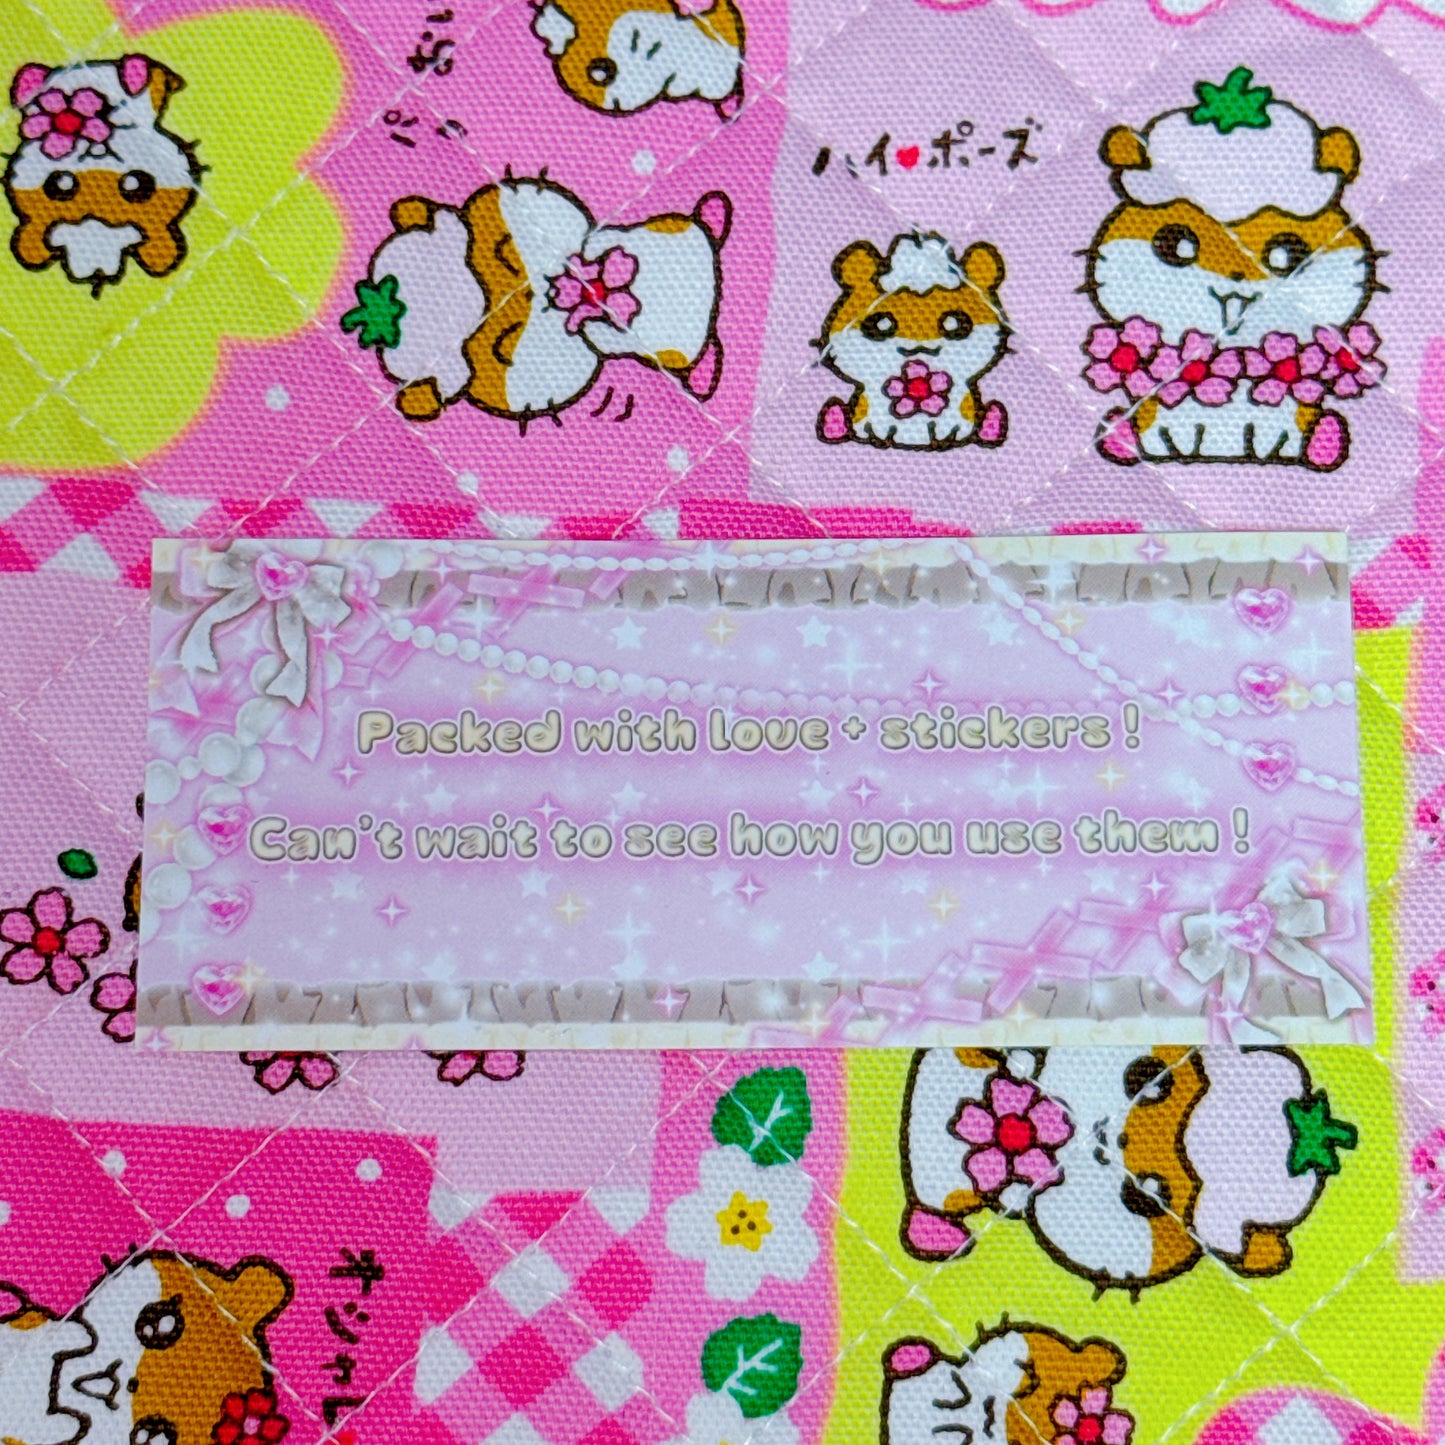 ハイ♥ポーズ
Packed with love + stickers !
Can't wait to see how you use them !